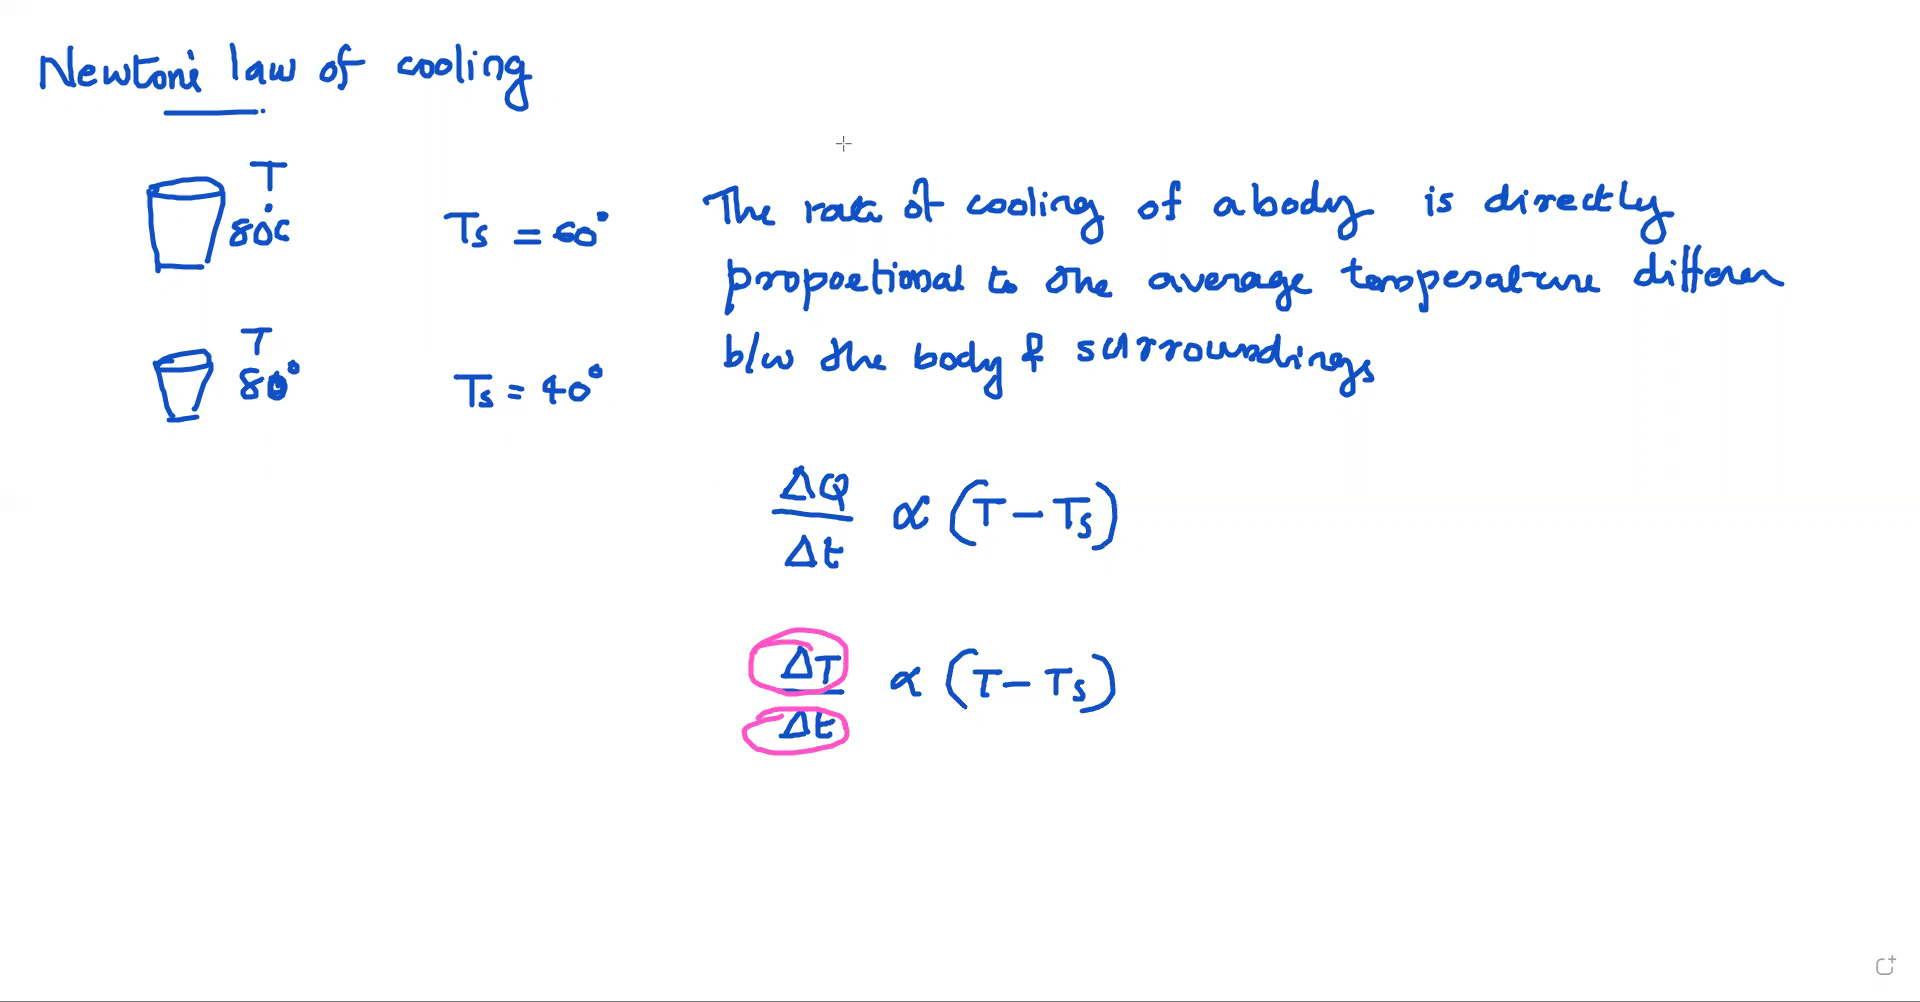 Newton's law of cooling
T
80°C
Ts = 60°
T
80°
Ts = 40°
The rate of cooling of a body is directly
proportional to the average temperature differen
b/w the body & surroundings
ΔQ/Δt ∝ (T - Ts)
ΔT/Δt ∝ (T - Ts)